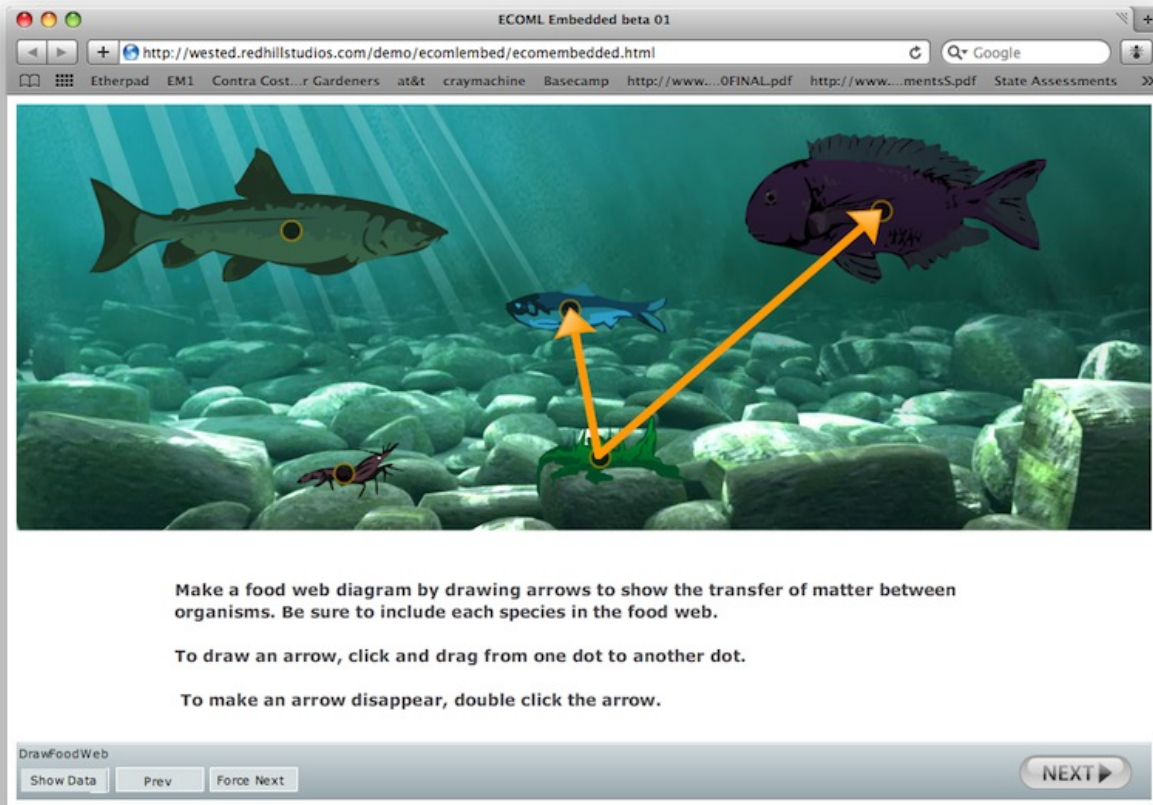 ECOML Embedded beta 01
http://wested.redhillstudios.com/demo/ecomlembed/ecomembedded.html
Google
Etherpad EM1 Contra Cost...r Gardeners at&t craymachine Basecamp http://www....0FINAL.pdf http://www....mentsS.pdf State Assessments
Make a food web diagram by drawing arrows to show the transfer of matter between
organisms. Be sure to include each species in the food web.
To draw an arrow, click and drag from one dot to another dot.
To make an arrow disappear, double click the arrow.
DrawFoodWeb
Show Data Prev Force Next NEXT